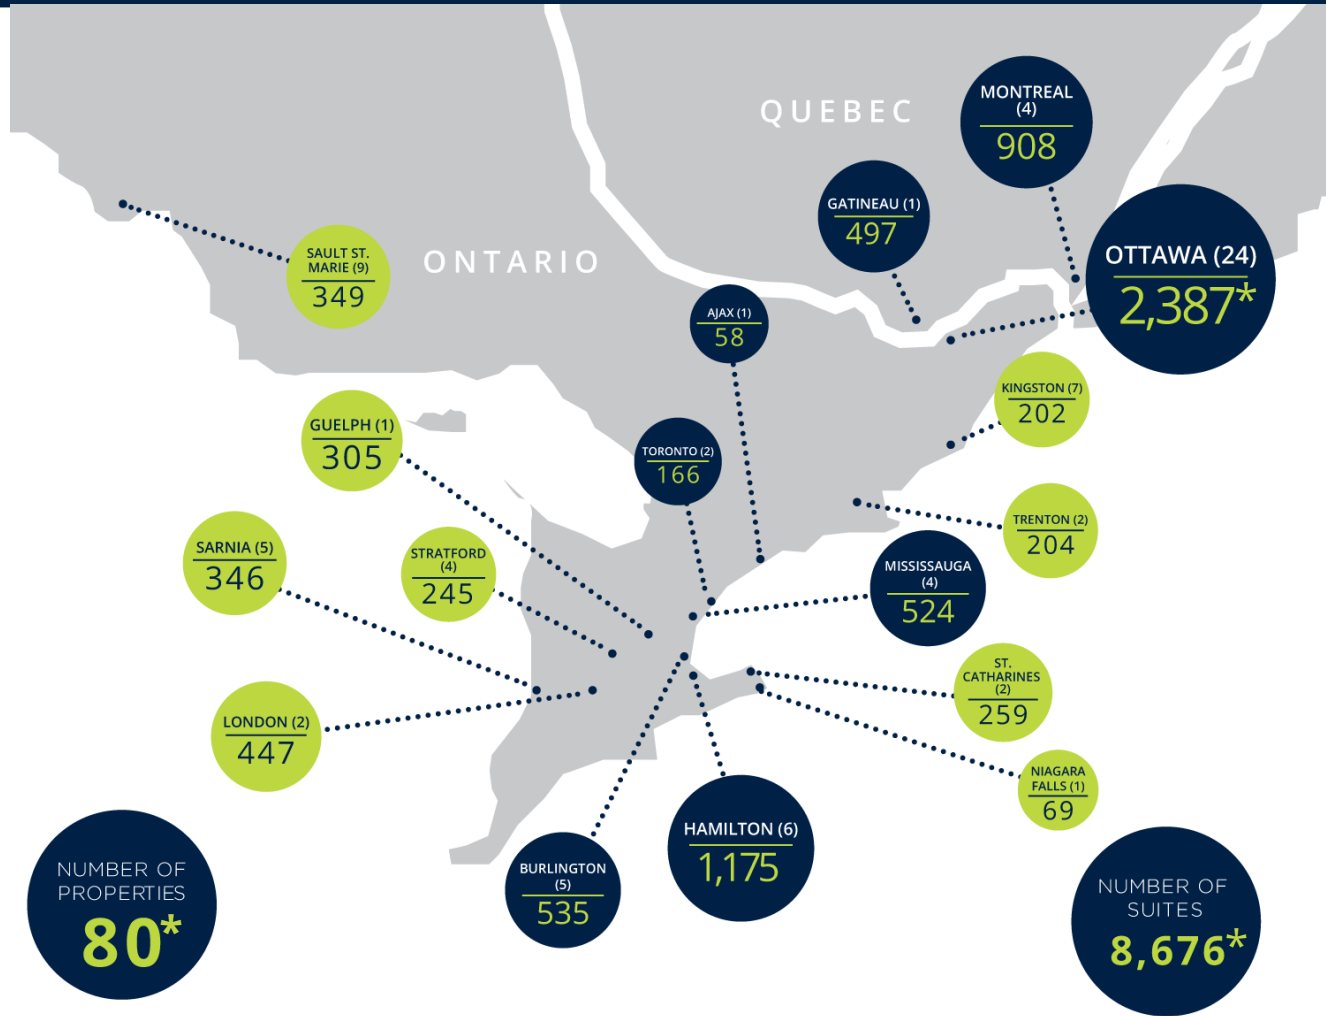 QUEBEC
MONTREAL
(4)
908
GATINEAU (1)
497
OTTAWA (24)
2,387*
SAULT ST.
MARIE (9)
349
ONTARIO
AJAX (1)
58
KINGSTON (7)
202
GUELPH (1)
305
TORONTO (2)
166
TRENTON (2)
204
SARNIA (5)
346
STRATFORD
(4)
245
MISSISSAUGA
(4)
524
ST.
CATHARINES
(2)
259
LONDON (2)
447
NIAGARA
FALLS (1)
69
HAMILTON (6)
1,175
BURLINGTON
(5)
535
NUMBER OF
PROPERTIES
80*
NUMBER OF
SUITES
8,676*